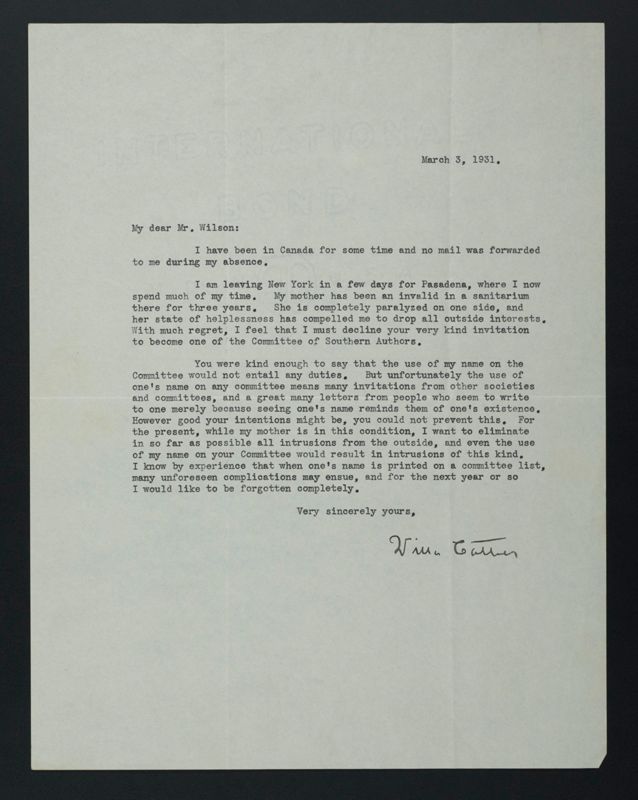 March 3, 1931.
My dear Mr. Wilson:
I have been in Canada for some time and no mail was forwarded
to me during my absence.
I am leaving New York in a few days for Pasadena, where I now
spend much of my time. My mother has been an invalid in a sanitarium
there for three years. She is completely paralyzed on one side, and
her state of helplessness has compelled me to drop all outside interests.
With much regret, I feel that I must decline your very kind invitation
to become one of the Committee of Southern Authors.
You were kind enough to say that the use of my name on the
Committee would not entail any duties. But unfortunately the use of
one's name on any committee means many invitations from other societies
and committees, and a great many letters from people who seem to write
to one merely because seeing one's name reminds them of one's existence.
However good your intentions might be, you could not prevent this. For
the present, while my mother is in this condition, I want to eliminate
in so far as possible all intrusions from the outside, and even the use
of my name on your Committee would result in intrusions of this kind.
I know by experience that when one's name is printed on a committee list,
many unforeseen complications may ensue, and for the next year or so
I would like to be forgotten completely.
Very sincerely yours,
Willa Cather